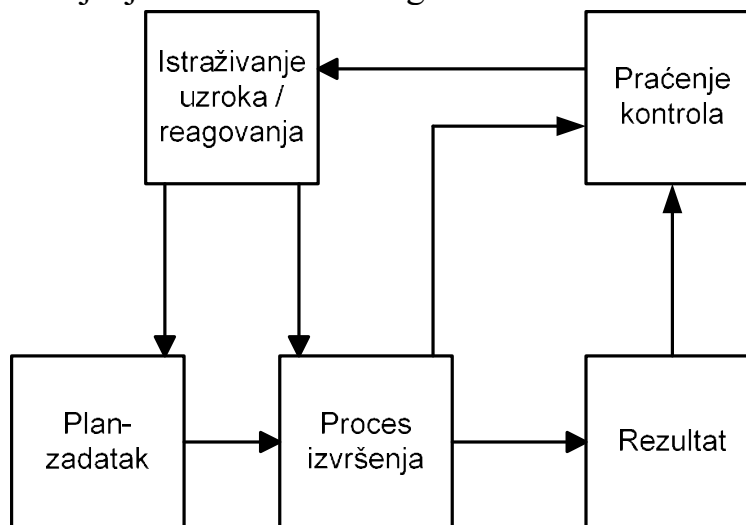 Istraživanje
uzroka /
reagovanja
Praćenje
kontrola
Plan-
zadatak
Proces
izvršenja
Rezultat